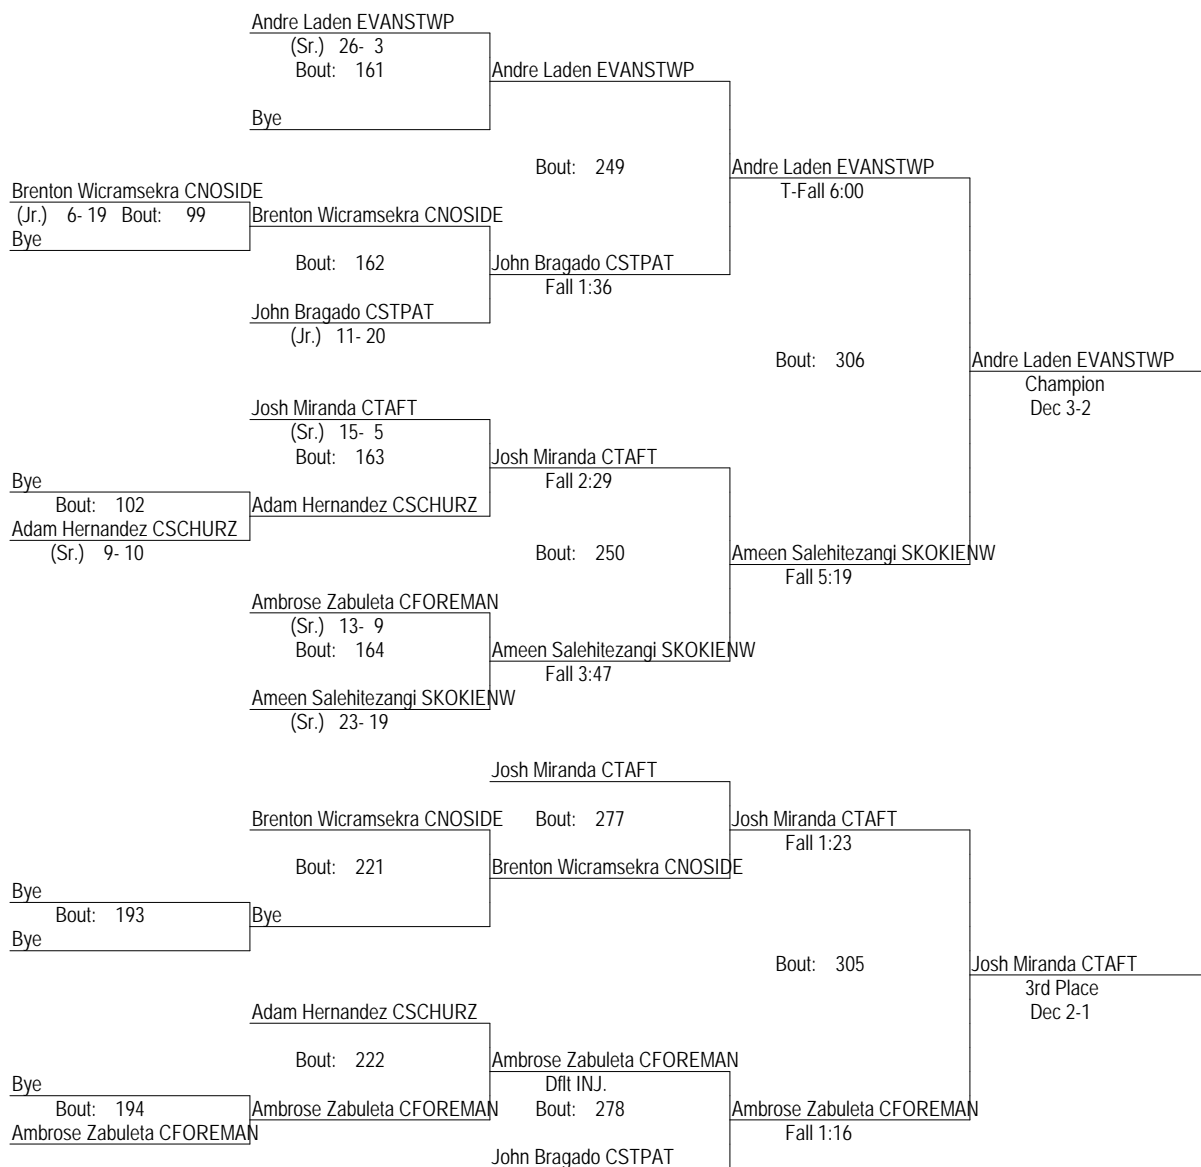 Andre Laden EVANSTWP
(Sr.) 26- 3
Bout: 161
Andre Laden EVANSTWP
Bye
Bout: 249
Andre Laden EVANSTWP
T-Fall 6:00
Brenton Wicramsekra CNOSIDE
(Jr.) 6- 19 Bout: 99
Brenton Wicramsekra CNOSIDE
Bye
Bout: 162
John Bragado CSTPAT
Fall 1:36
John Bragado CSTPAT
(Jr.) 11- 20
Bout: 306
Andre Laden EVANSTWP
Champion
Dec 3-2
Josh Miranda CTAFT
(Sr.) 15- 5
Bout: 163
Josh Miranda CTAFT
Fall 2:29
Bye
Bout: 102
Adam Hernandez CSCHURZ
Adam Hernandez CSCHURZ
(Sr.) 9- 10
Bout: 250
Ameen Salehitezangi SKOKIENW
Fall 5:19
Ambrose Zabuleta CFOREMAN
(Sr.) 13- 9
Bout: 164
Ameen Salehitezangi SKOKIENW
Fall 3:47
Ameen Salehitezangi SKOKIENW
(Sr.) 23- 19
Josh Miranda CTAFT
Brenton Wicramsekra CNOSIDE
Bout: 277
Josh Miranda CTAFT
Fall 1:23
Bout: 221
Brenton Wicramsekra CNOSIDE
Bye
Bout: 193
Bye
Bye
Bout: 305
Josh Miranda CTAFT
3rd Place
Dec 2-1
Adam Hernandez CSCHURZ
Bout: 222
Ambrose Zabuleta CFOREMAN
Dflt INJ.
Bye
Bout: 194
Ambrose Zabuleta CFOREMAN
Bout: 278
Ambrose Zabuleta CFOREMAN
Fall 1:16
Ambrose Zabuleta CFOREMAN
John Bragado CSTPAT